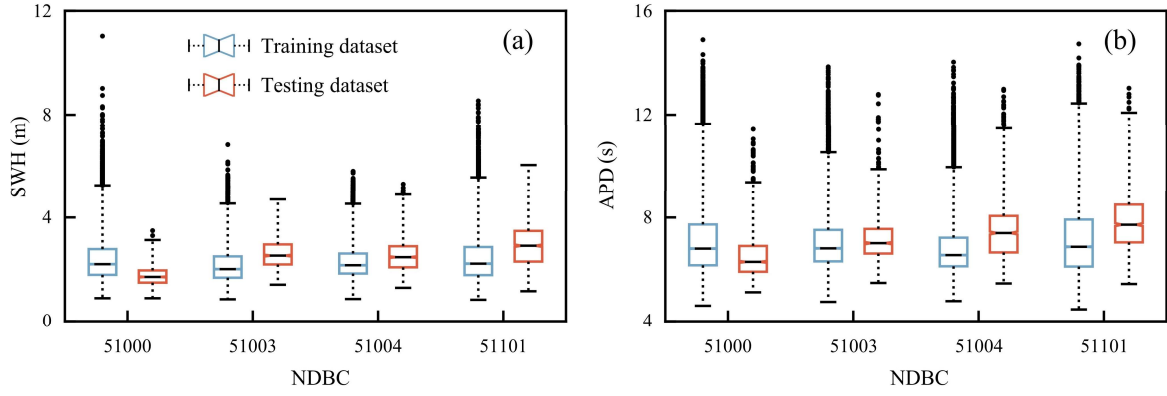 12
8
4
0
SWH (m)
(a)
Training dataset
Testing dataset
51000 51003 51004 51101
NDBC
16
12
8
4
APD (s)
(b)
51000 51003 51004 51101
NDBC